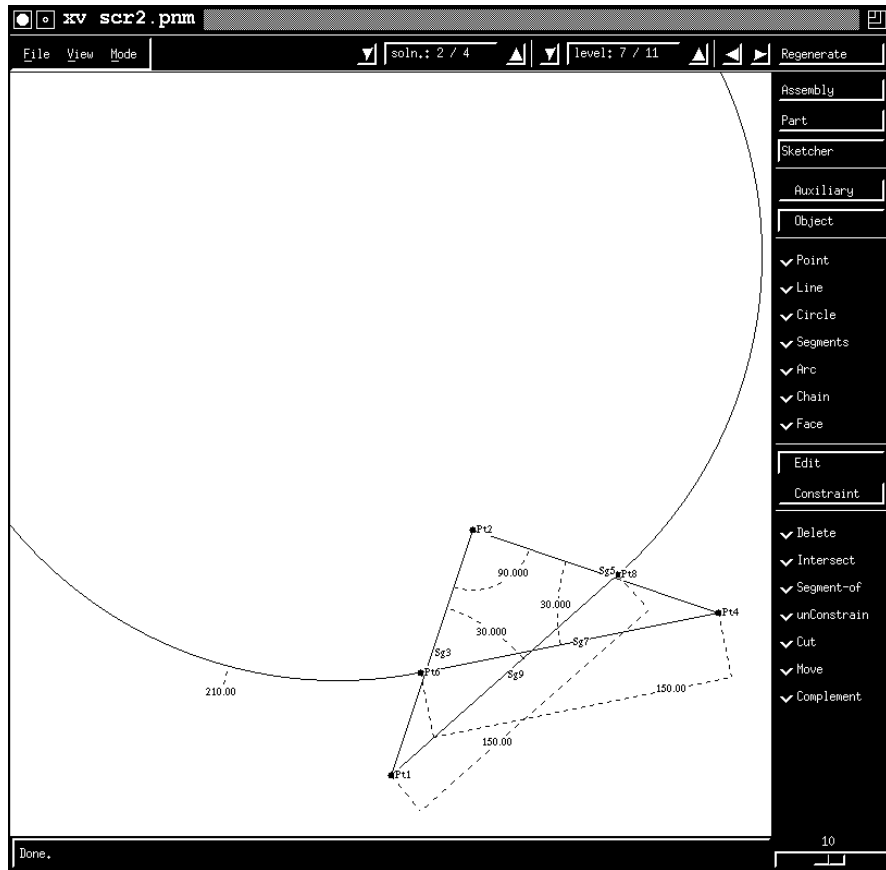 xv scr2.pnm
File View Mode
soln.: 2 / 4
level: 7 / 11
Regenerate
Assembly
Part
Sketcher
Auxiliary
Object
Point
Line
Circle
Segments
Arc
Chain
Face
Edit
Constraint
Delete
Intersect
Segment-of
unConstrain
Cut
Move
Complement
10
Pt2
90.000
Sg5
Pt8
30.000
Pt4
30.000
Sg7
Sg3
Pt6
Sg9
210.00
150.00
150.00
Pt1
Done.